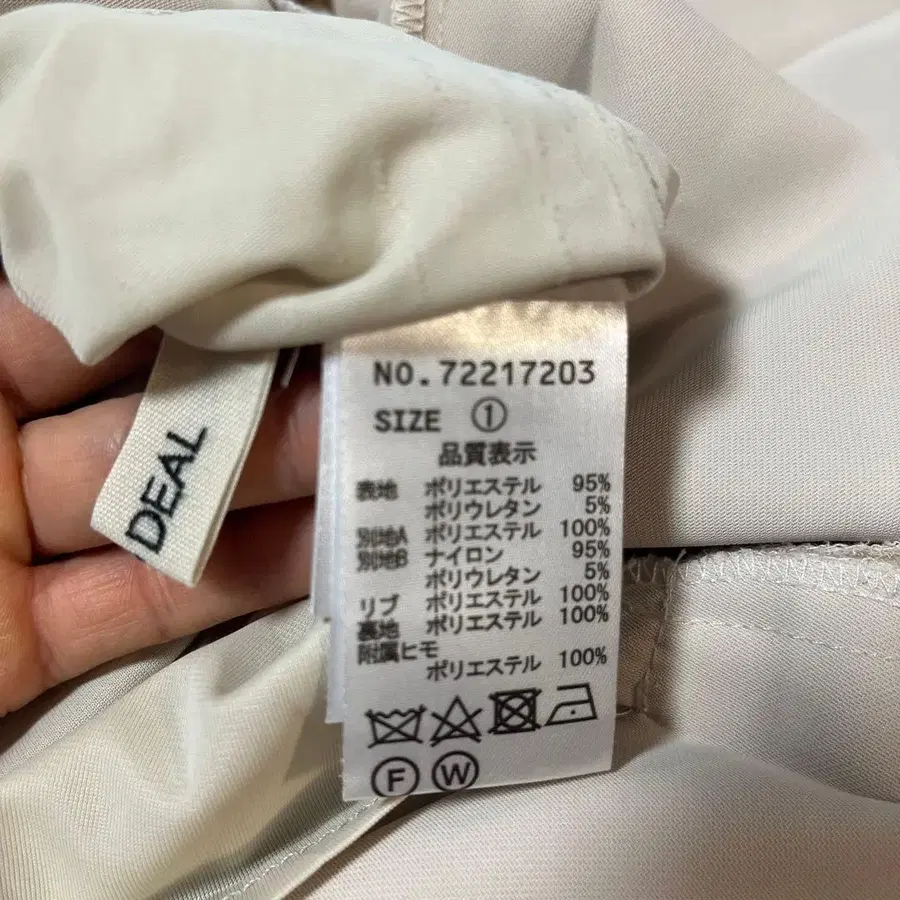 DEAL
NO.72217203
SIZE ①
品質表示
表地 ポリエステル 95%
ポリウレタン 5%
別地A ポリエステル 100%
別地B ナイロン 95%
ポリウレタン 5%
リブ ポリエステル 100%
裏地 ポリエステル 100%
附属ヒモ
ポリエステル 100%
F W